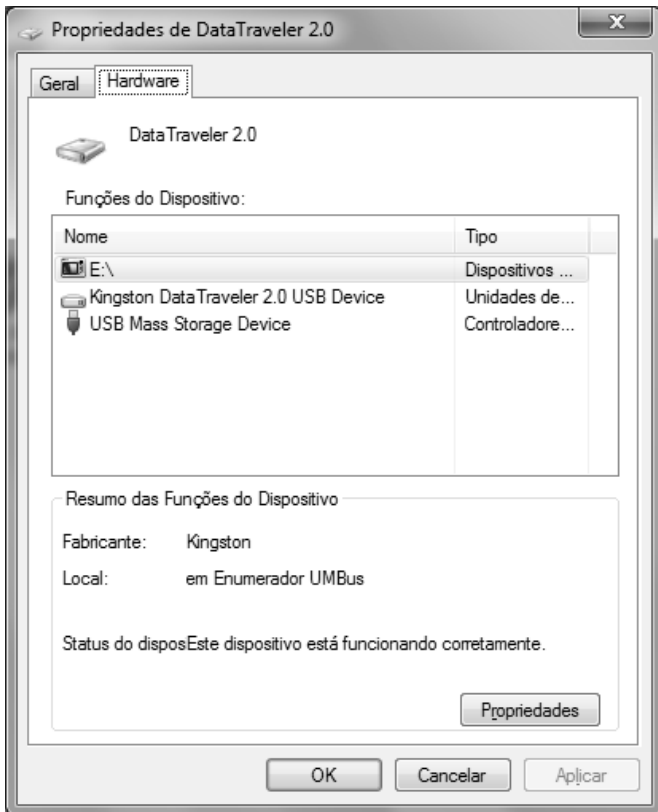 Propriedades de DataTraveler 2.0
X
Geral Hardware
DataTraveler 2.0
Funções do Dispositivo:
Nome Tipo
E:\ Dispositivos ...
Kingston DataTraveler 2.0 USB Device Unidades de...
USB Mass Storage Device Controladore...
Resumo das Funções do Dispositivo
Fabricante: Kingston
Local: em Enumerador UMBus
Status do disposEste dispositivo está funcionando corretamente.
Propriedades
OK Cancelar Aplicar